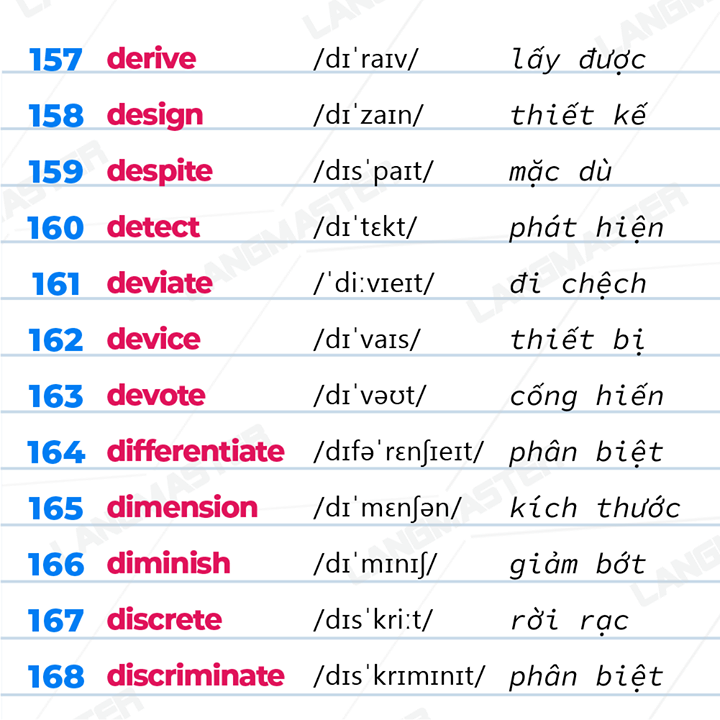 157 derive /dɪˈraɪv/ lấy được
158 design /dɪˈzaɪn/ thiết kế
159 despite /dɪsˈpaɪt/ mặc dù
160 detect /dɪˈtɛkt/ phát hiện
161 deviate /ˈdiːvɪeɪt/ đi chệch
162 device /dɪˈvaɪs/ thiết bị
163 devote /dɪˈvəʊt/ cống hiến
164 differentiate /dɪfəˈrɛnʃɪeɪt/ phân biệt
165 dimension /dɪˈmɛnʃən/ kích thước
166 diminish /dɪˈmɪnɪʃ/ giảm bớt
167 discrete /dɪsˈkriːt/ rời rạc
168 discriminate /dɪsˈkrɪmɪnɪt/ phân biệt